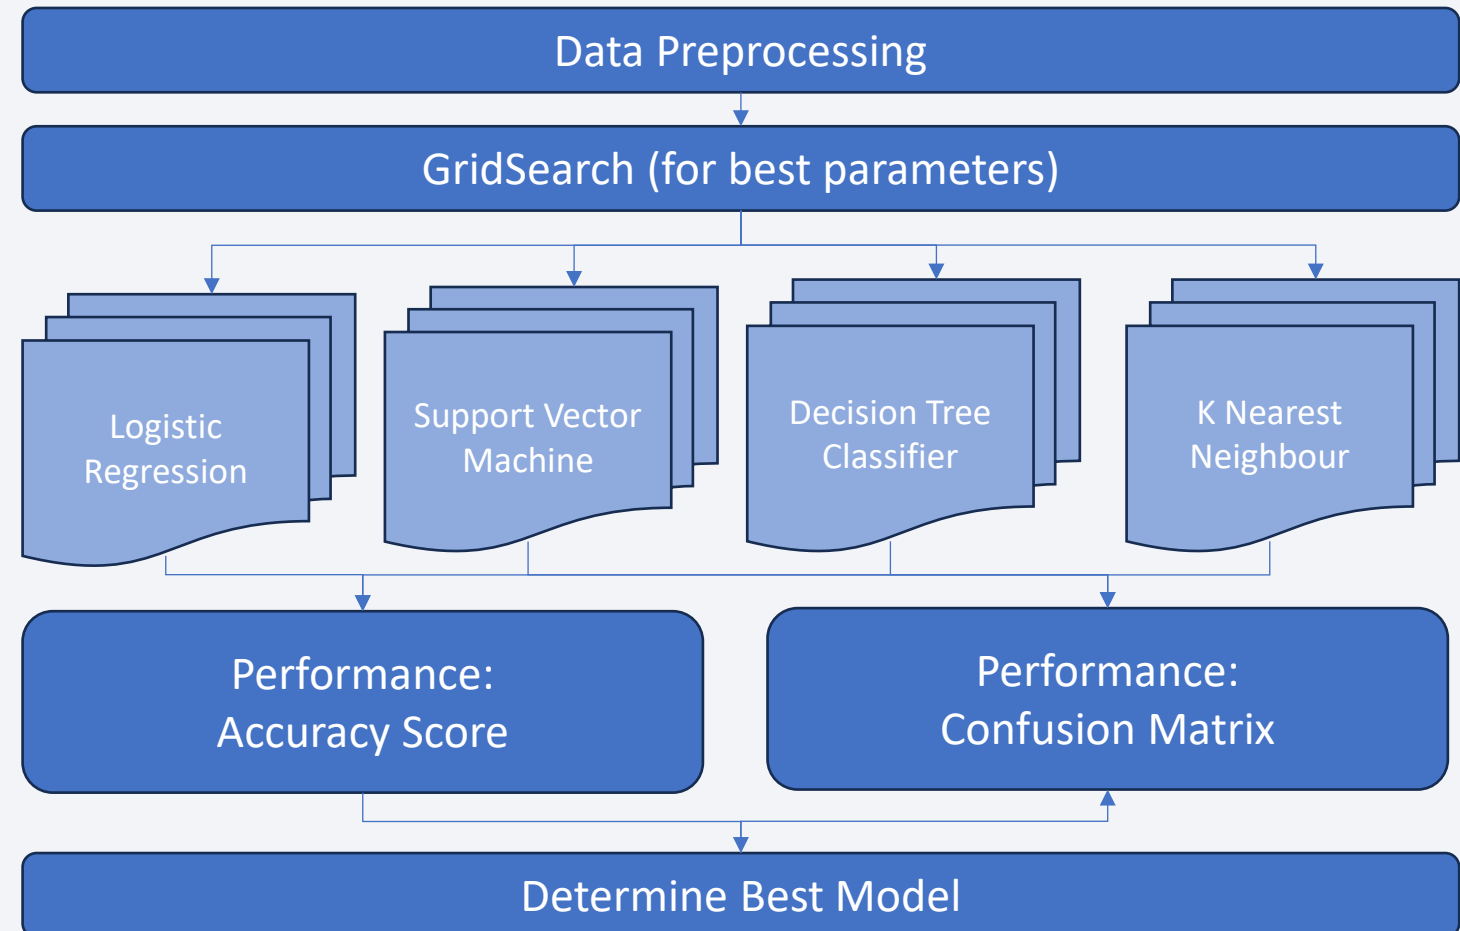 Data Preprocessing
GridSearch (for best parameters)
Logistic
Regression
Support Vector
Machine
Decision Tree
Classifier
K Nearest
Neighbour
Performance:
Accuracy Score
Performance:
Confusion Matrix
Determine Best Model